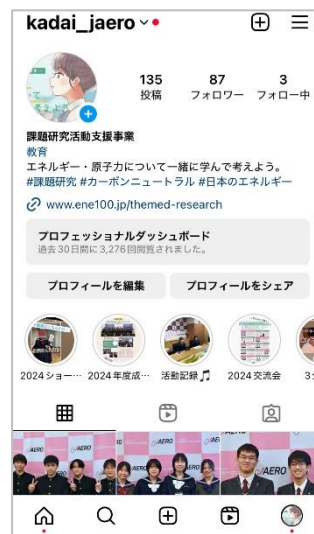 kadai_jaero
135
87
3
投稿
フォロワー
フォロー中
課題研究活動支援事業
教育
エネルギー・原子力について一緒に学んで考えよう。
#課題研究 #カーボンニュートラル #日本のエネルギー
www.ene100.jp/themed-research
プロフェッショナルダッシュボード
過去30日間に3,276回閲覧されました。
プロフィールを編集
プロフィールをシェア
2024ショー…
2024年度成…
活動記録🎵
2024交流会
JAERO
JAERO